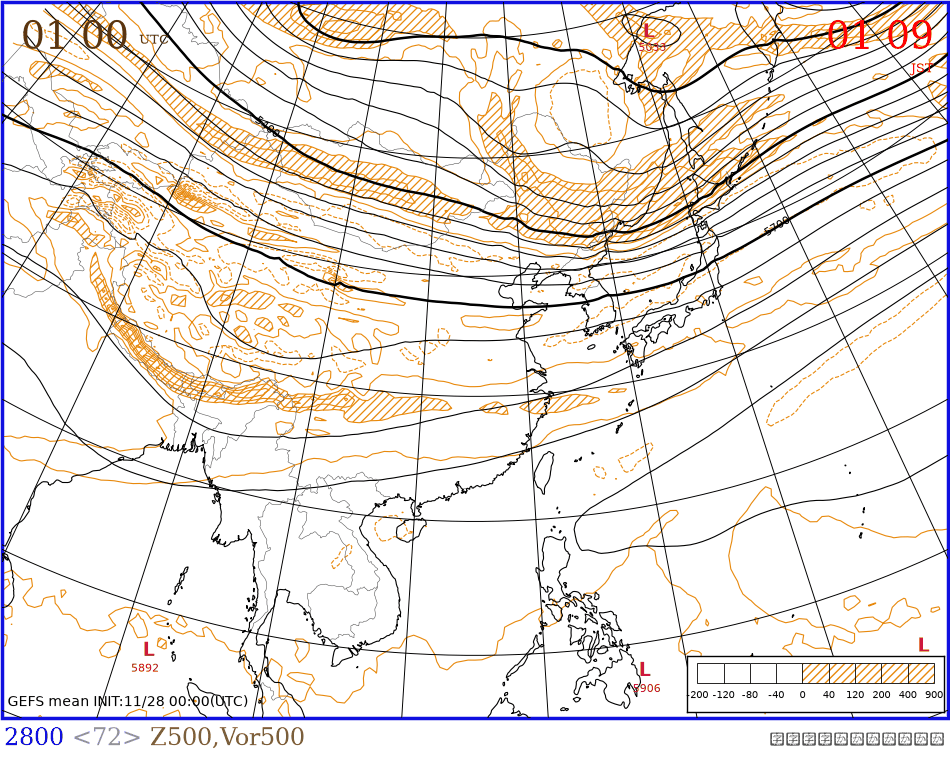 01 00 UTC
01 09
JST
L
5033
5400
5700
L
5892
L
5906
L
-200 -120 -80 -40 0 40 120 200 400 900
GEFS mean INIT:11/28 00:00(UTC)
2800 <72> Z500,Vor500